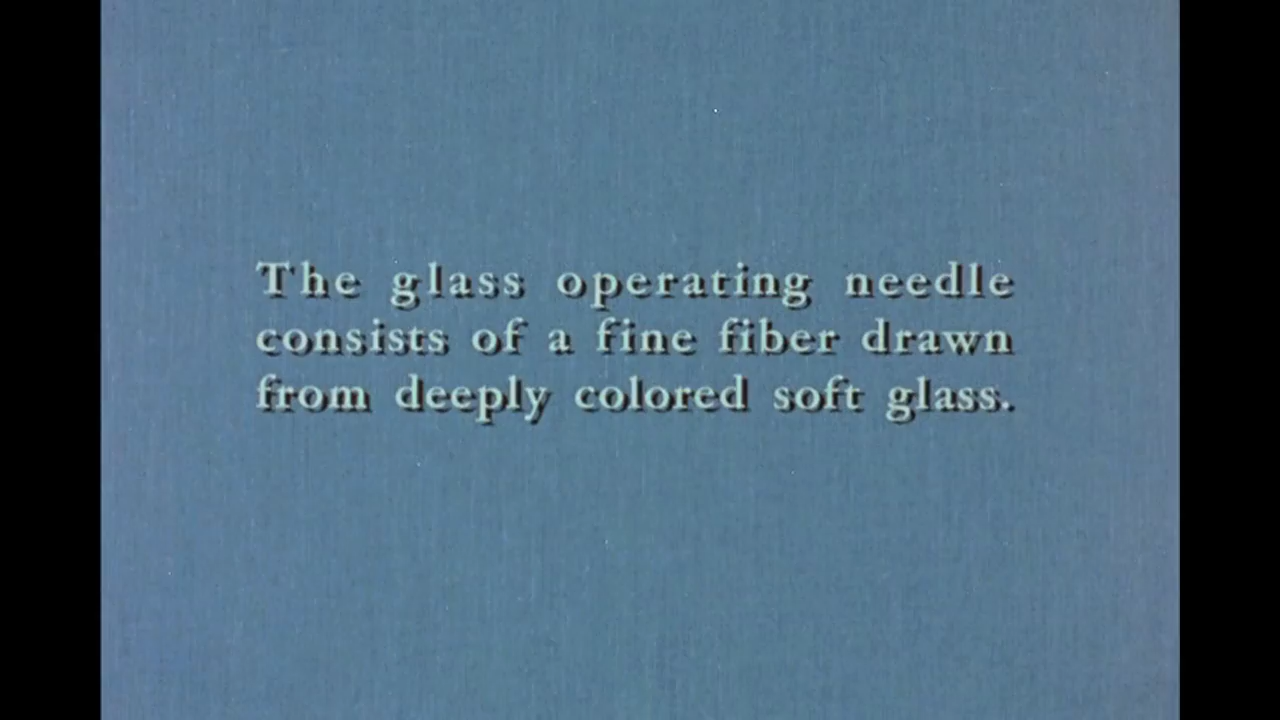 The glass operating needle
consists of a fine fiber drawn
from deeply colored soft glass.